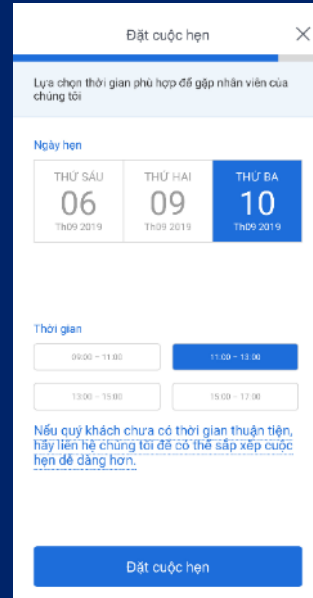 Đặt cuộc hẹn
Lựa chọn thời gian phù hợp để gặp nhân viên của
chúng tôi
Ngày hẹn
THỨ SÁU THỨ HAI THỨ BA
06 09 10
Th09 2019 Th09 2019 Th09 2019
Thời gian
09:00 – 11:00 11:00 – 13:00
13:00 – 15:00 15:00 – 17:00
Nếu quý khách chưa có thời gian thuận tiện,
hãy liên hệ chúng tôi để có thể sắp xếp cuộc
hẹn dễ dàng hơn.
Đặt cuộc hẹn